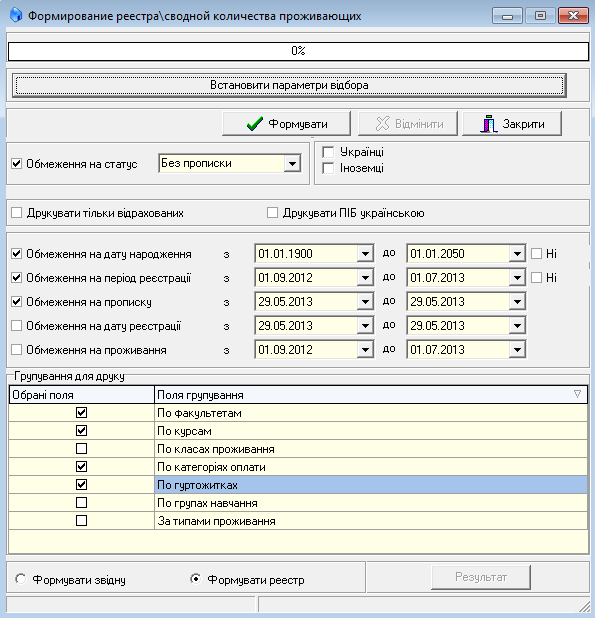 Формирование реестра\сводной количества проживающих
0%
Встановити параметри відбора
Формувати Відмінити Закрити
Обмеження на статус Без прописки
Українці
Іноземці
Друкувати тільки відрахованих Друкувати ПІБ українською
Обмеження на дату народження з 01.01.1900 до 01.01.2050 Ні
Обмеження на період реєстрації з 01.09.2012 до 01.07.2013 Ні
Обмеження на прописку з 29.05.2013 до 29.05.2013
Обмеження на дату реєстрації з 29.05.2013 до 29.05.2013
Обмеження на проживання з 01.09.2012 до 01.07.2013
Групування для друку
Обрані поля Поля групування
По факультетам
По курсам
По класах проживання
По категоріях оплати
По гуртожитках
По групах навчання
За типами проживання
Формувати звідну Формувати реєстр Результат